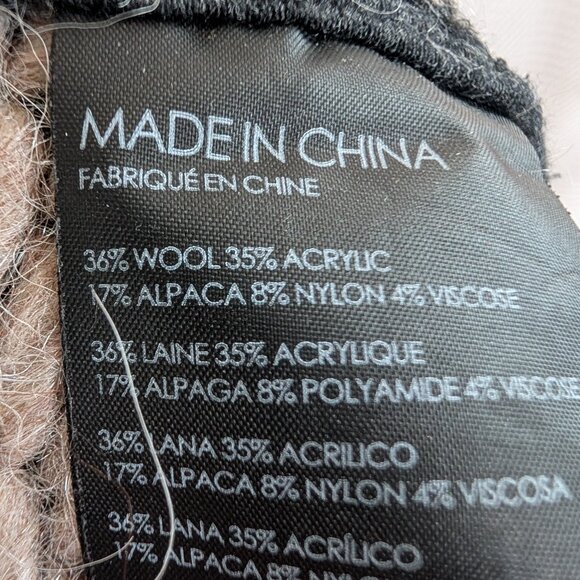 MADE IN CHINA
FABRIQUÉ EN CHINE
36% WOOL 35% ACRYLIC
17% ALPACA 8% NYLON 4% VISCOSE
36% LAINE 35% ACRYLIQUE
17% ALPAGA 8% POLYAMIDE 4% VISCOSE
36% LANA 35% ACRILICO
17% ALPACA 8% NYLON 4% VISCOSA
36% LANA 35% ACRÍLICO
17% ALPACA 8% NYLON